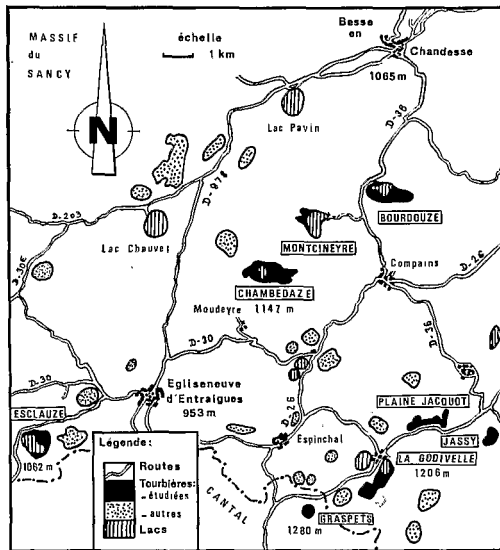 MASSIF
du
SANCY
échelle
1 km
N
Besse
en
Chandesse
1065 m
Lac Pavin
D-36
D-978
D-203
Lac Chauvet
BOURDOUZE
MONTCINEYRE
D-30E
CHAMBEDAZE
1147 m
Compains
D-26
Moudeyre
D-30
D-36
D-30
Egliseneuve
d'Entraigues
953 m
D-26
PLAINE JACQUOT
ESCLAUZE
Espinchal
JASSY
LA GODIVELLE
1206 m
1062 m
CANTAL
GRASPETS
1280 m
Légende:
Routes
Tourbières:
- étudiées
- autres
Lacs